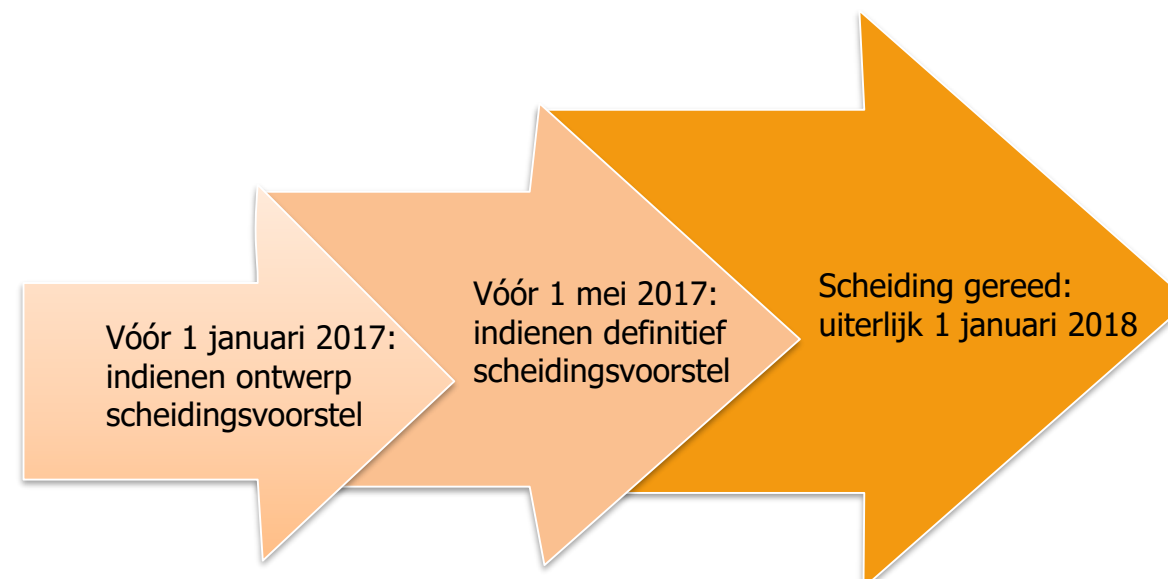 Vóór 1 januari 2017:
indienen ontwerp
scheidingsvoorstel
Vóór 1 mei 2017:
indienen definitief
scheidingsvoorstel
Scheiding gereed:
uiterlijk 1 januari 2018